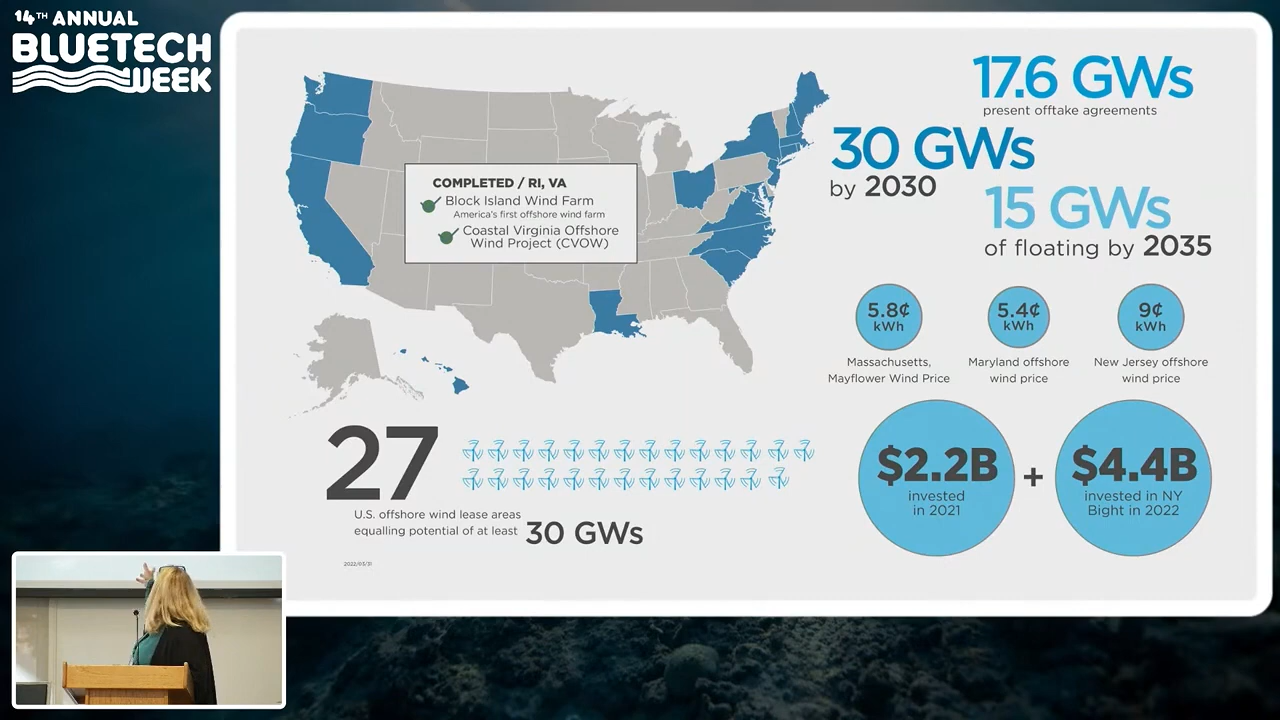 14TH ANNUAL
BLUETECH
WEEK
17.6 GWs
present offtake agreements
30 GWs
by 2030
15 GWs
of floating by 2035
COMPLETED / RI, VA
Block Island Wind Farm
America's first offshore wind farm
Coastal Virginia Offshore
Wind Project (CVOW)
5.8¢
kWh
Massachusetts,
Mayflower Wind Price
5.4¢
kWh
Maryland offshore
wind price
9¢
kWh
New Jersey offshore
wind price
27
U.S. offshore wind lease areas
equalling potential of at least 30 GWs
$2.2B
invested
in 2021
+
$4.4B
invested in NY
Bight in 2022
2022/03/31